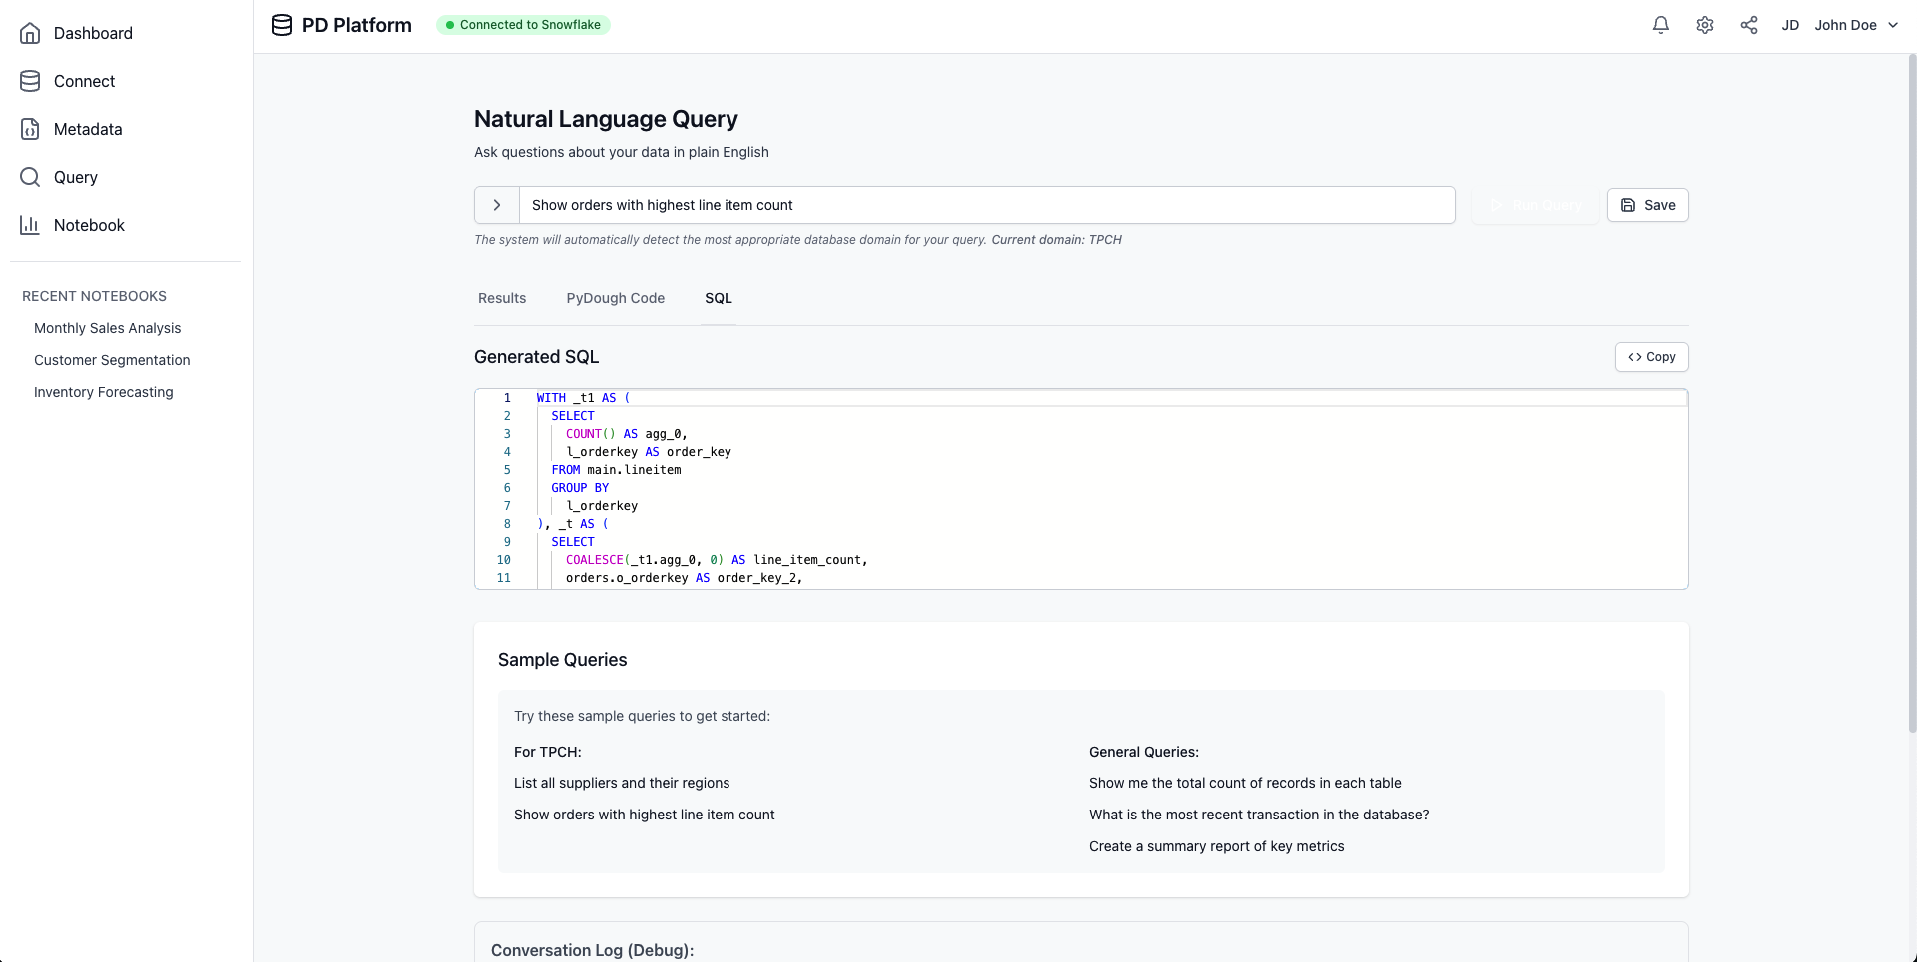 Dashboard
Connect
Metadata
Query
Notebook
RECENT NOTEBOOKS
Monthly Sales Analysis
Customer Segmentation
Inventory Forecasting
PD Platform
Connected to Snowflake
JD John Doe
Natural Language Query
Ask questions about your data in plain English
Show orders with highest line item count
Run Query
Save
The system will automatically detect the most appropriate database domain for your query. Current domain: TPCH
Results PyDough Code SQL
Generated SQL
Copy
1 WITH _t1 AS (
2 SELECT
3 COUNT() AS agg_0,
4 l_orderkey AS order_key
5 FROM main.lineitem
6 GROUP BY
7 l_orderkey
8 ), _t AS (
9 SELECT
10 COALESCE(_t1.agg_0, 0) AS line_item_count,
11 orders.o_orderkey AS order_key_2,
Sample Queries
Try these sample queries to get started:
For TPCH:
List all suppliers and their regions
Show orders with highest line item count
General Queries:
Show me the total count of records in each table
What is the most recent transaction in the database?
Create a summary report of key metrics
Conversation Log (Debug):